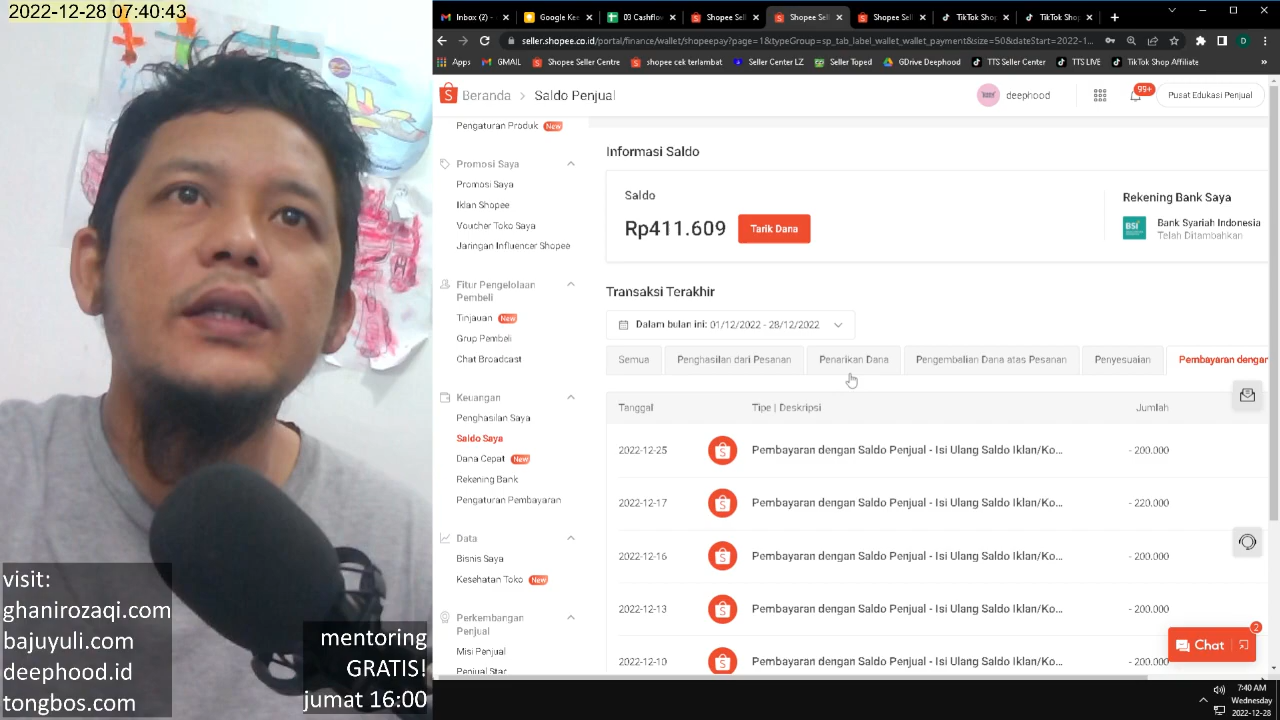 2022-12-28 07:40:43
visit:
ghanirozaqi.com
bajuyuli.com
deephood.id
tongbos.com
mentoring
GRATIS!
jumat 16:00
Inbox (2) -
Google Kee
03 Cashflow
Shopee Sell
Shopee Sel
Shopee Sell
TikTok Shop
TikTok Shop
seller.shopee.co.id/portal/finance/wallet/shopeepay?page=1&typeGroup=sp_tab_label_wallet_wallet_payment&size=50&dateStart=2022-1...
D
Apps
GMAIL
Shopee Seller Centre
shopee cek terlambat
Seller Center LZ
Seller Toped
GDrive Deephood
TTS Seller Center
TTS LIVE
TikTok Shop Affiliate
Beranda > Saldo Penjual
deephood
99+
Pusat Edukasi Penjual
Pengaturan Produk New
Promosi Saya
Promosi Saya
Iklan Shopee
Voucher Toko Saya
Jaringan Influencer Shopee
Fitur Pengelolaan
Pembeli
Tinjauan New
Grup Pembeli
Chat Broadcast
Keuangan
Penghasilan Saya
Saldo Saya
Dana Cepat New
Rekening Bank
Pengaturan Pembayaran
Data
Bisnis Saya
Kesehatan Toko New
Perkembangan
Penjual
Misi Penjual
Penjual Star
Informasi Saldo
Saldo
Rp411.609
Tarik Dana
Rekening Bank Saya
BSI
Bank Syariah Indonesia
Telah Ditambahkan
Transaksi Terakhir
Dalam bulan ini: 01/12/2022 - 28/12/2022
Semua
Penghasilan dari Pesanan
Penarikan Dana
Pengembalian Dana atas Pesanan
Penyesuaian
Pembayaran dengan
Tanggal
Tipe | Deskripsi
Jumlah
2022-12-25 Pembayaran dengan Saldo Penjual - Isi Ulang Saldo Iklan/Ko... - 200.000
2022-12-17 Pembayaran dengan Saldo Penjual - Isi Ulang Saldo Iklan/Ko... - 220.000
2022-12-16 Pembayaran dengan Saldo Penjual - Isi Ulang Saldo Iklan/Ko... - 200.000
2022-12-13 Pembayaran dengan Saldo Penjual - Isi Ulang Saldo Iklan/Ko... - 200.000
2022-12-10 Pembayaran dengan Saldo Penjual - Isi Ulang Saldo Iklan/Ko... - 200.000
Chat
2
7:40 AM
Wednesday
2022-12-28